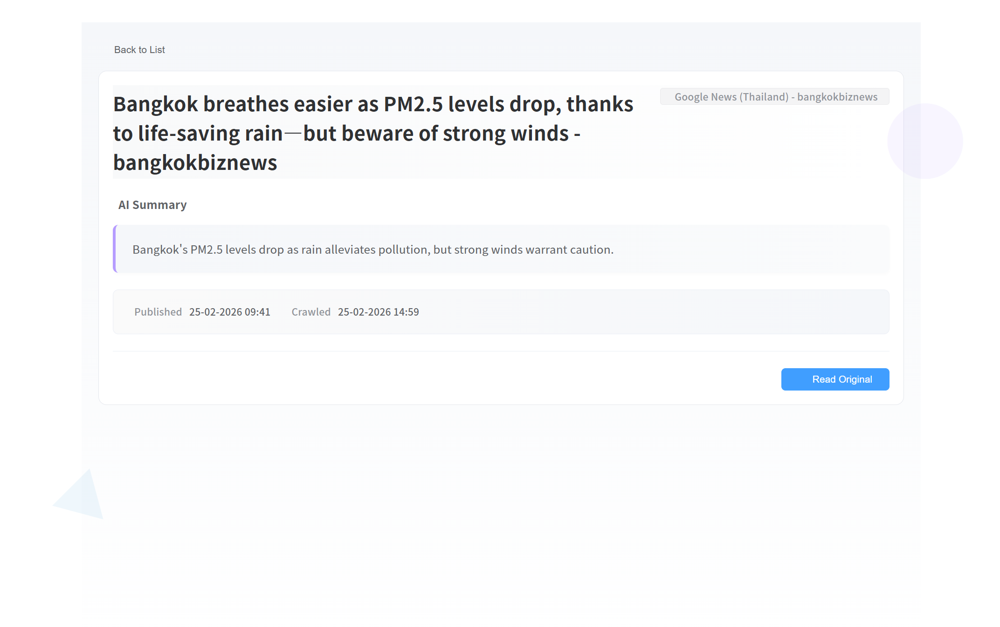 Back to List
Bangkok breathes easier as PM2.5 levels drop, thanks
to life-saving rain—but beware of strong winds -
bangkokbiznews
Google News (Thailand) - bangkokbiznews
AI Summary
Bangkok's PM2.5 levels drop as rain alleviates pollution, but strong winds warrant caution.
Published 25-02-2026 09:41 Crawled 25-02-2026 14:59
Read Original